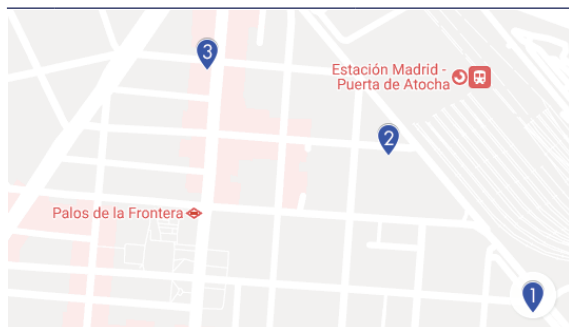 3
Estación Madrid -
Puerta de Atocha
2
Palos de la Frontera
1